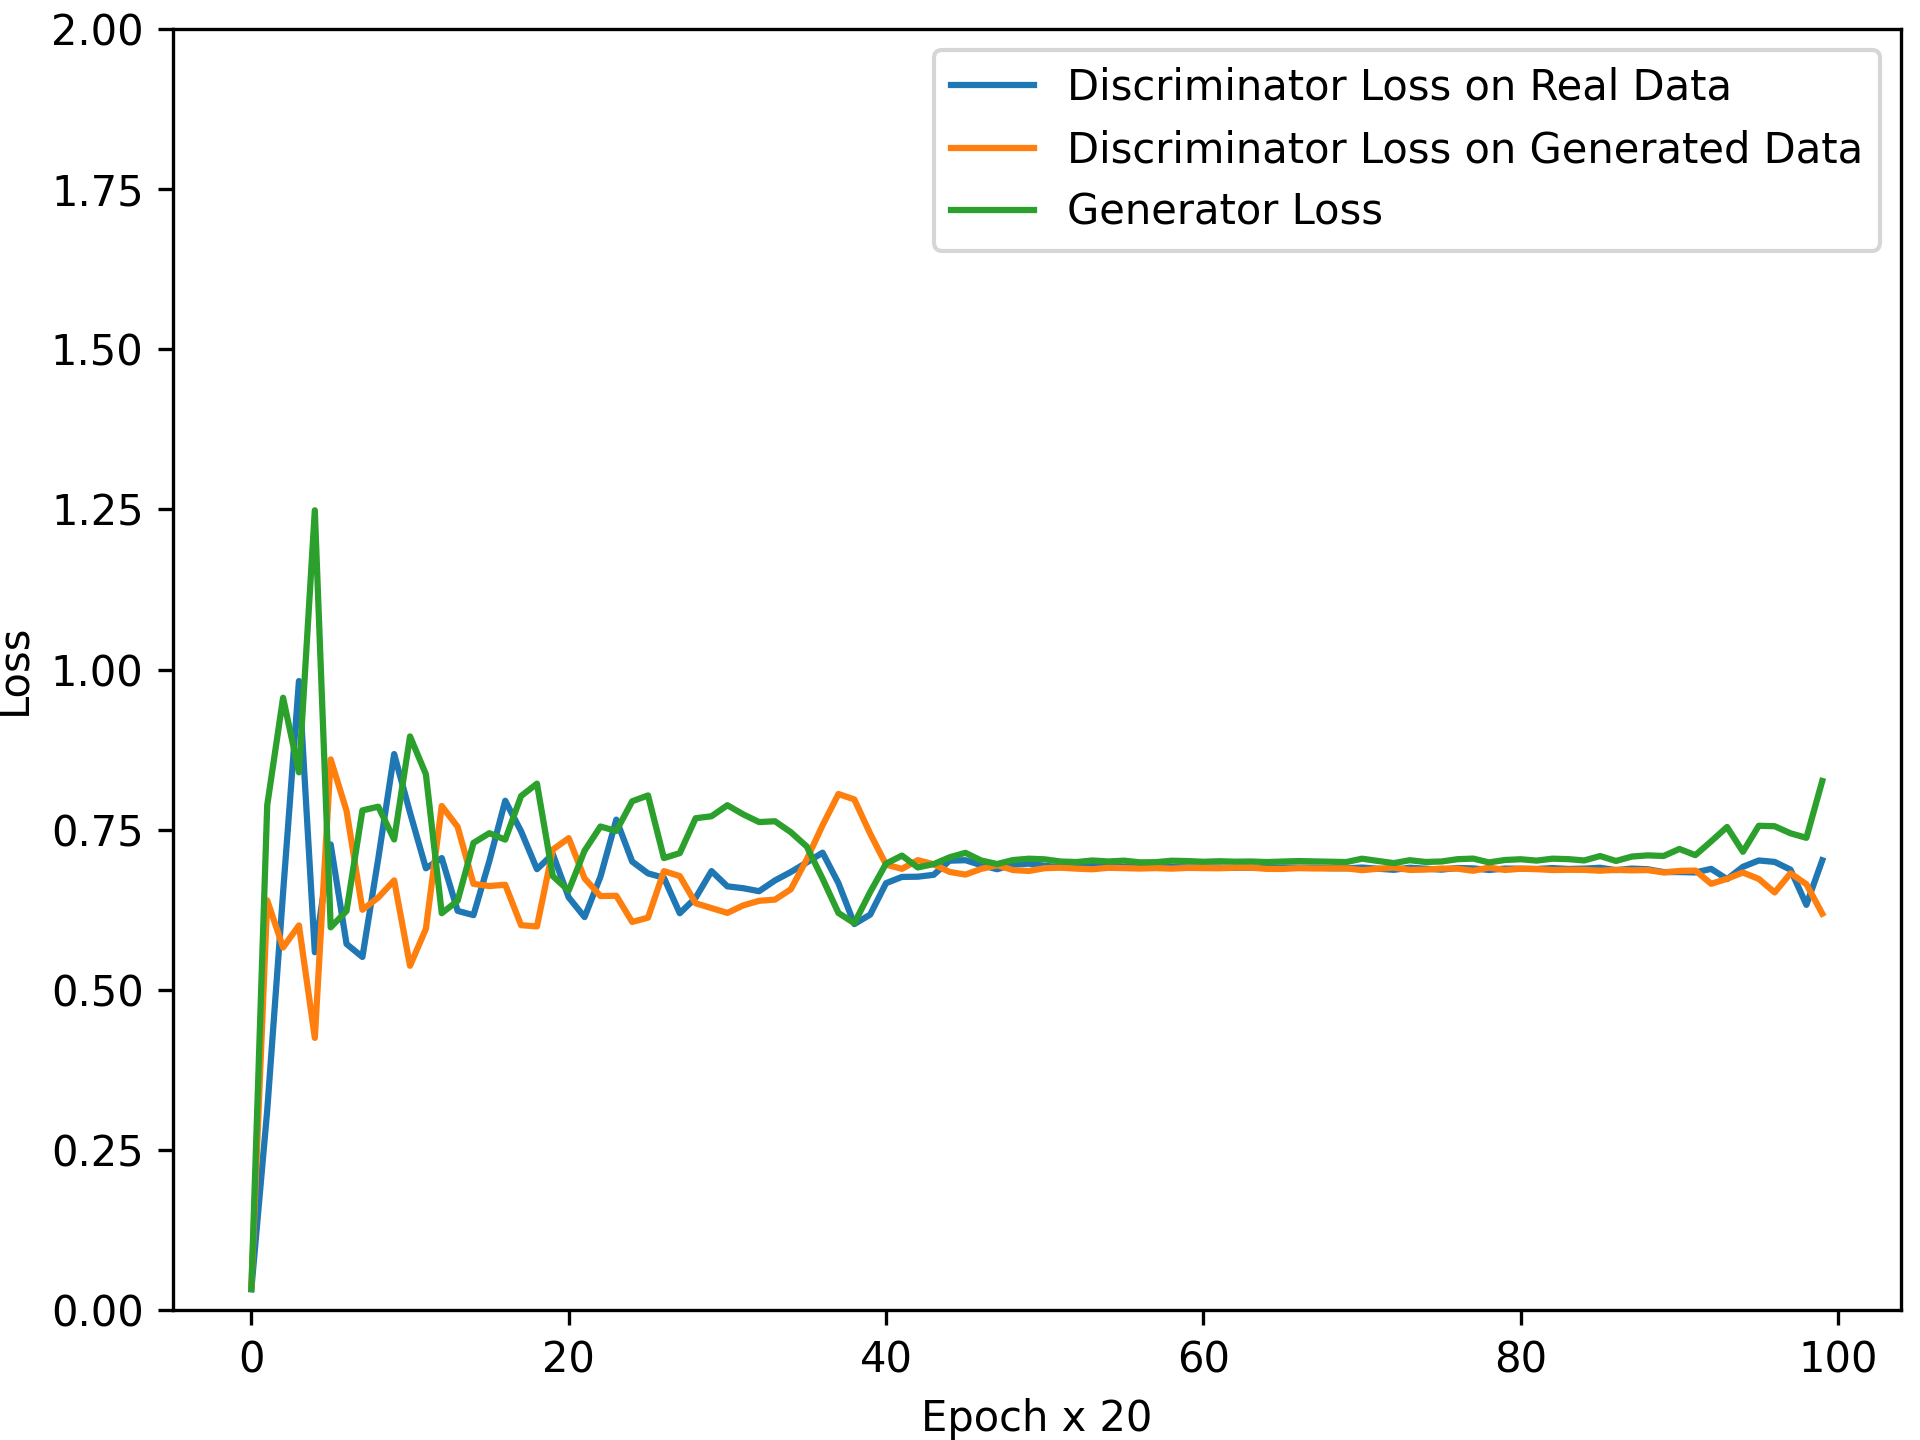 2.00
1.75
1.50
1.25
1.00
0.75
0.50
0.25
0.00
Loss
Discriminator Loss on Real Data
Discriminator Loss on Generated Data
Generator Loss
0 20 40 60 80 100
Epoch x 20